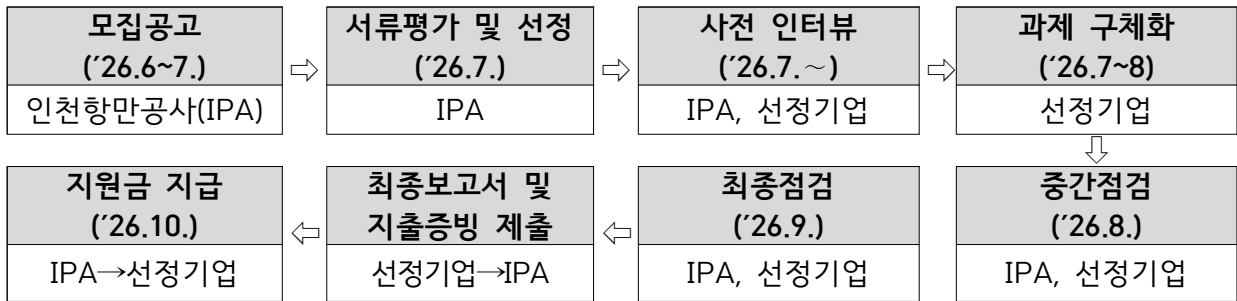 모집공고
(′26.6~7.)
인천항만공사(IPA)
⇨
서류평가 및 선정
(′26.7.)
IPA
⇨
사전 인터뷰
(′26.7.～)
IPA, 선정기업
⇨
과제 구체화
(‘26.7~8)
선정기업
⇩
중간점검
(′26.8.)
IPA, 선정기업
최종점검
(′26.9.)
IPA, 선정기업
⇦
최종보고서 및
지출증빙 제출
선정기업→IPA
⇦
지원금 지급
(′26.10.)
IPA→선정기업